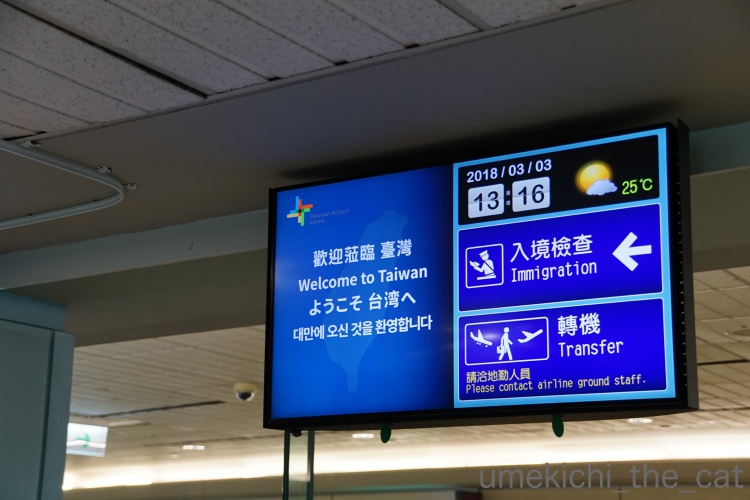 歡迎蒞臨 臺灣
Welcome to Taiwan
ようこそ 台湾へ
대만에 오신 것을 환영합니다
2018 / 03 / 03
13:16
25℃
入境檢查
Immigration
轉機
Transfer
請洽地勤人員
Please contact airline ground staff.
umekichi_the_cat